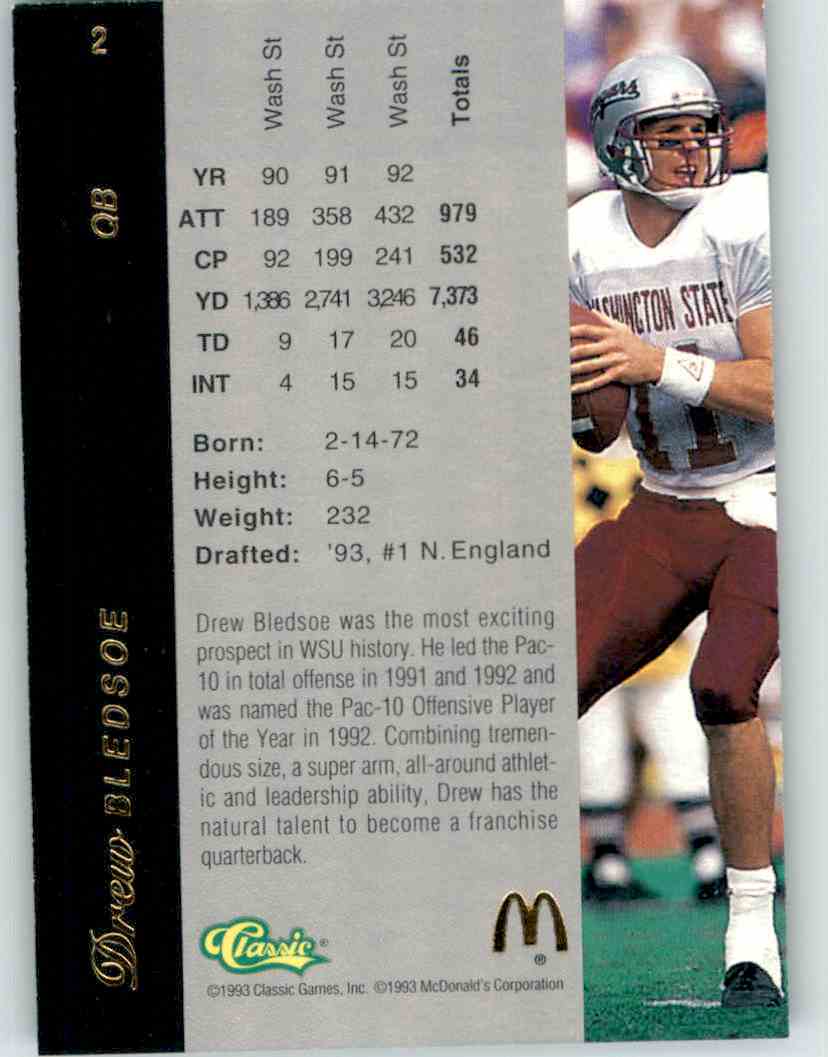 2
QB
Drew BLEDSOE
Wash St Wash St Wash St Totals
YR 90 91 92
ATT 189 358 432 979
CP 92 199 241 532
YD 1,386 2,741 3,246 7,373
TD 9 17 20 46
INT 4 15 15 34
Born: 2-14-72
Height: 6-5
Weight: 232
Drafted: '93, #1 N. England
Drew Bledsoe was the most exciting
prospect in WSU history. He led the Pac-
10 in total offense in 1991 and 1992 and
was named the Pac-10 Offensive Player
of the Year in 1992. Combining tremen-
dous size, a super arm, all-around athlet-
ic and leadership ability, Drew has the
natural talent to become a franchise
quarterback.
Classic®
M
®
©1993 Classic Games, Inc. ©1993 McDonald's Corporation
WASHINGTON STATE
11